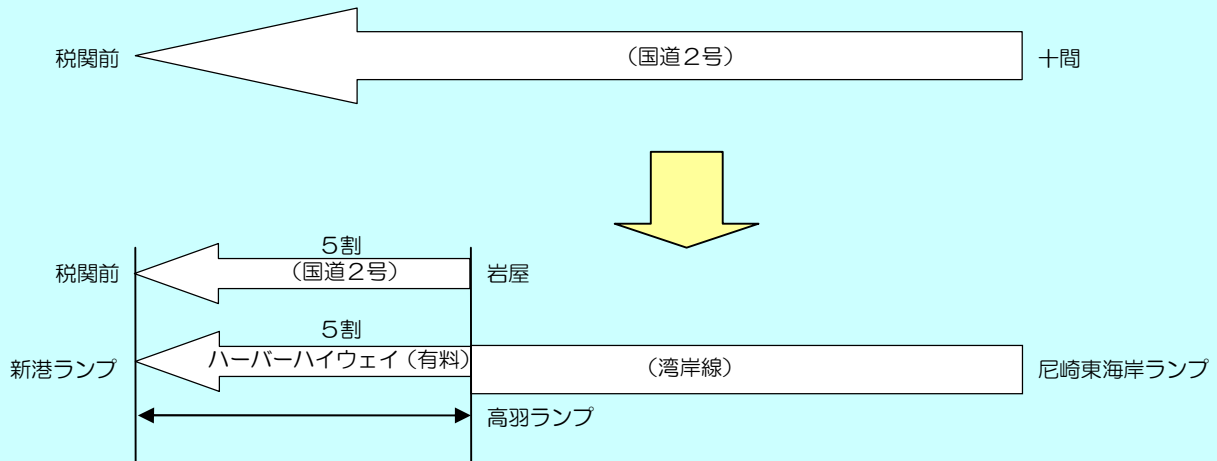 税関前
（国道２号）
十間
５割
税関前
（国道２号）
岩屋
５割
新港ランプ
ハーバーハイウェイ（有料）
（湾岸線）
尼崎東海岸ランプ
高羽ランプ